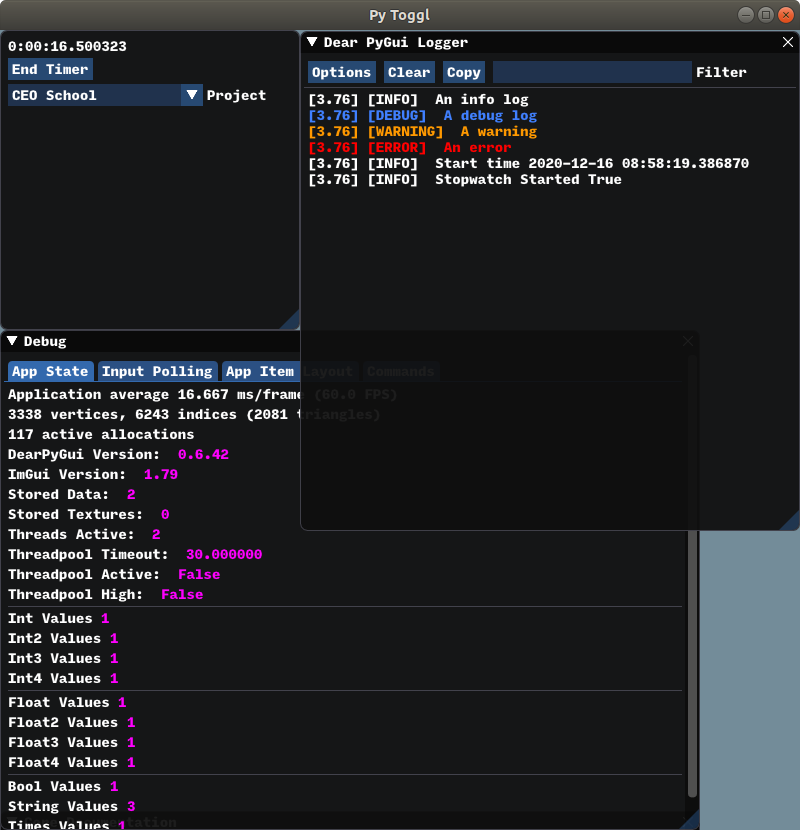 Py Toggl
0:00:16.500323
End Timer
CEO School Project
Dear PyGui Logger
Options Clear Copy Filter
[3.76] [INFO] An info log
[3.76] [DEBUG] A debug log
[3.76] [WARNING] A warning
[3.76] [ERROR] An error
[3.76] [INFO] Start time 2020-12-16 08:58:19.386870
[3.76] [INFO] Stopwatch Started True
Debug
App State Input Polling App Item Layout Commands
Application average 16.667 ms/frame (60.0 FPS)
3338 vertices, 6243 indices (2081 triangles)
117 active allocations
DearPyGui Version: 0.6.42
ImGui Version: 1.79
Stored Data: 2
Stored Textures: 0
Threads Active: 2
Threadpool Timeout: 30.000000
Threadpool Active: False
Threadpool High: False
Int Values 1
Int2 Values 1
Int3 Values 1
Int4 Values 1
Float Values 1
Float2 Values 1
Float3 Values 1
Float4 Values 1
Bool Values 1
String Values 3
Times Values 1